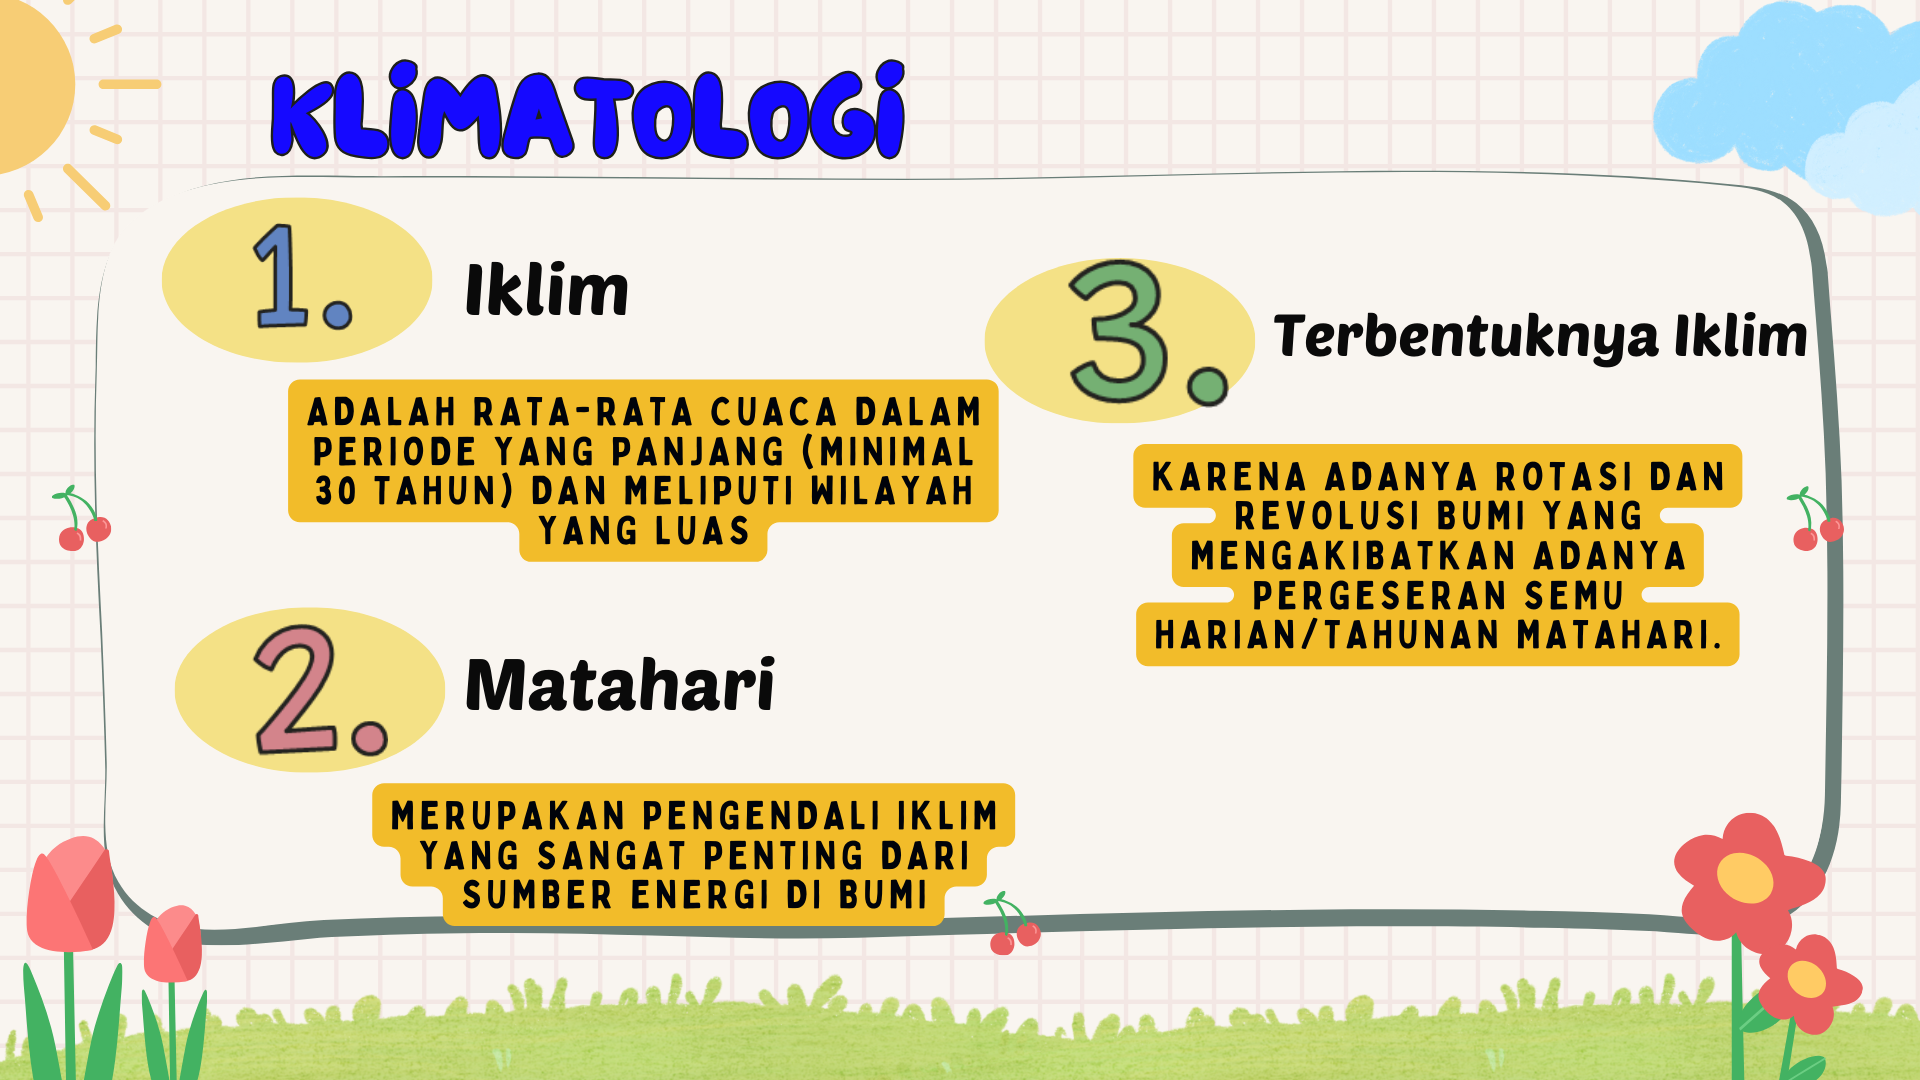 KLiMATOLOGi
1.
Iklim
ADALAH RATA-RATA CUACA DALAM
PERIODE YANG PANJANG (MINIMAL
30 TAHUN) DAN MELIPUTI WILAYAH
YANG LUAS
2.
Matahari
MERUPAKAN PENGENDALI IKLIM
YANG SANGAT PENTING DARI
SUMBER ENERGI DI BUMI
3.
Terbentuknya Iklim
KARENA ADANYA ROTASI DAN
REVOLUSI BUMI YANG
MENGAKIBATKAN ADANYA
PERGESERAN SEMU
HARIAN/TAHUNAN MATAHARI.